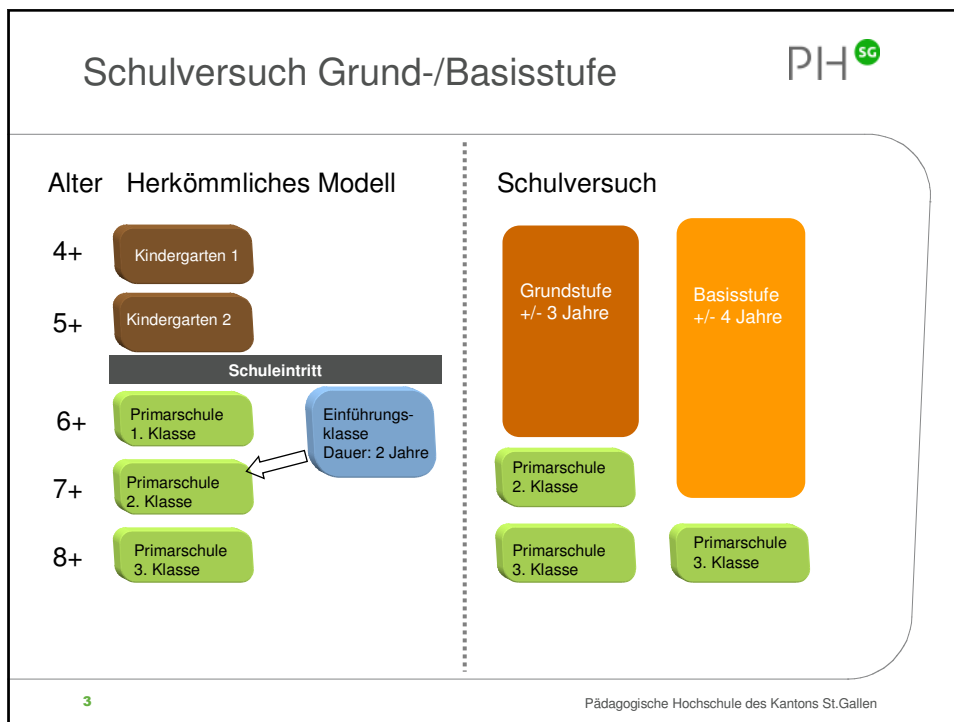 Schulversuch Grund-/Basisstufe
PH SG
Alter Herkömmliches Modell
4+
Kindergarten 1
5+
Kindergarten 2
Schuleintritt
6+
Primarschule
1. Klasse
Einführungs-
klasse
Dauer: 2 Jahre
7+
Primarschule
2. Klasse
8+
Primarschule
3. Klasse
Schulversuch
Grundstufe
+/- 3 Jahre
Basisstufe
+/- 4 Jahre
Primarschule
2. Klasse
Primarschule
3. Klasse
Primarschule
3. Klasse
3
Pädagogische Hochschule des Kantons St.Gallen